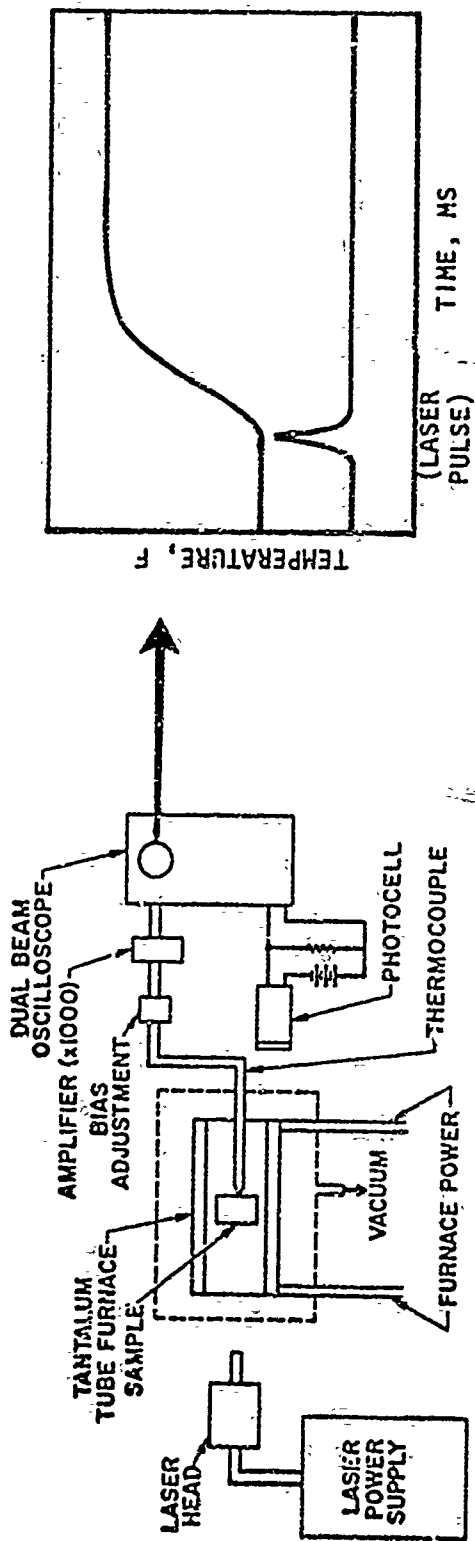 LASER
HEAD
LASER
POWER
SUPPLY
TANTALUM
TUBE FURNACE
SAMPLE
DUAL BEAM
OSCILLOSCOPE
AMPLIFIER (x1000)
BIAS
ADJUSTMENT
PHOTOCELL
THERMOCOUPLE
VACUUM
FURNACE POWER
TEMPERATURE, F
(LASER
PULSE)
TIME, MS